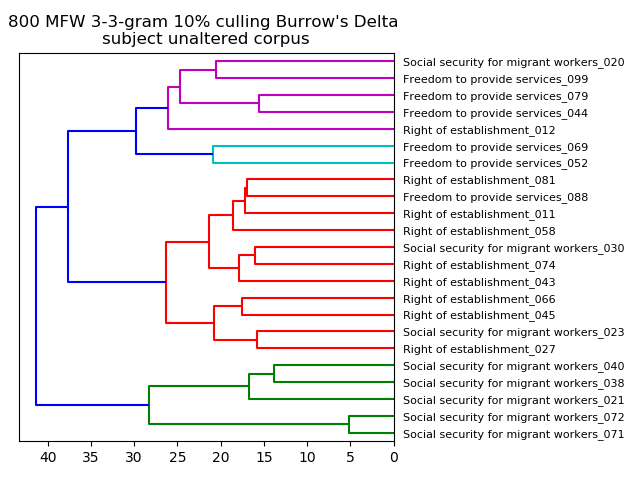 800 MFW 3-3-gram 10% culling Burrow's Delta
subject unaltered corpus
Social security for migrant workers_020
Freedom to provide services_099
Freedom to provide services_079
Freedom to provide services_044
Right of establishment_012
Freedom to provide services_069
Freedom to provide services_052
Right of establishment_081
Freedom to provide services_088
Right of establishment_011
Right of establishment_058
Social security for migrant workers_030
Right of establishment_074
Right of establishment_043
Right of establishment_066
Right of establishment_045
Social security for migrant workers_023
Right of establishment_027
Social security for migrant workers_040
Social security for migrant workers_038
Social security for migrant workers_021
Social security for migrant workers_072
Social security for migrant workers_071
40 35 30 25 20 15 10 5 0